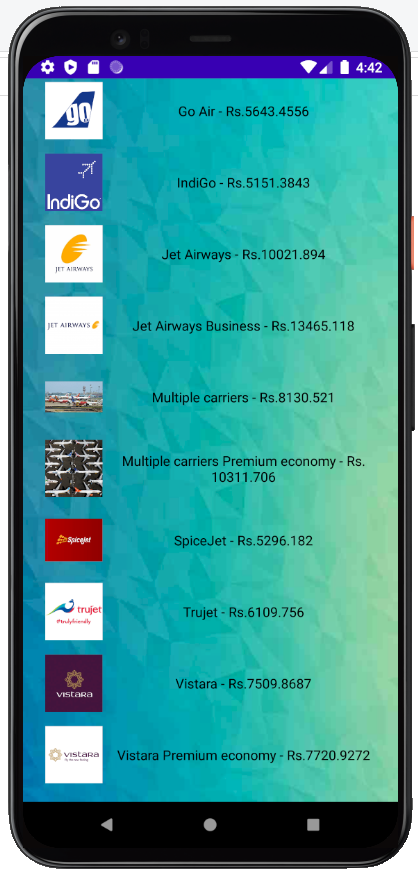 4:42
GO
Go Air - Rs.5643.4556
IndiGo
IndiGo - Rs.5151.3843
JET AIRWAYS
Jet Airways - Rs.10021.894
JET AIRWAYS
Jet Airways Business - Rs.13465.118
Multiple carriers - Rs.8130.521
Multiple carriers Premium economy - Rs.
10311.706
SpiceJet
SpiceJet - Rs.5296.182
trujet
#trulyfriendly
Trujet - Rs.6109.756
VISTARA
Vistara - Rs.7509.8687
VISTARA
Vistara Premium economy - Rs.7720.9272